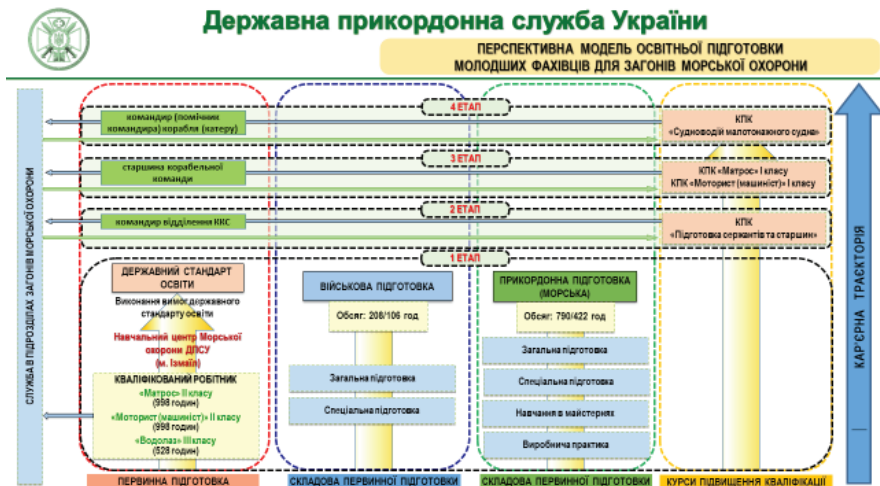 Державна прикордонна служба України
ПЕРСПЕКТИВНА МОДЕЛЬ ОСВІТНЬОЇ ПІДГОТОВКИ
МОЛОДШИХ ФАХІВЦІВ ДЛЯ ЗАГОНІВ МОРСЬКОЇ ОХОРОНИ
СЛУЖБА В ПІДРОЗДІЛАХ ЗАГОНІВ МОРСЬКОЇ ОХОРОНИ
4 ЕТАП
командир (помічник
командира) корабля (катеру)
КПК
«Судноводій малотонажного судна»
3 ЕТАП
старшина корабельної
команди
КПК «Матрос» І класу
КПК «Моторист (машиніст)» І класу
2 ЕТАП
командир відділення ККС
КПК
«Підготовка сержантів та старшин»
1 ЕТАП
ДЕРЖАВНИЙ СТАНДАРТ
ОСВІТИ
Виконання вимог державного
стандарту освіти
Навчальний центр Морської
охорони ДПСУ
(м. Ізмаїл)
КВАЛІФІКОВАНИЙ РОБІТНИК
«Матрос» ІІ класу
(998 годин)
«Моторист (машиніст)» ІІ класу
(998 годин)
«Водолаз» ІІІ класу
(528 годин)
ПЕРВИННА ПІДГОТОВКА
ВІЙСЬКОВА ПІДГОТОВКА
Обсяг: 208/106 год
Загальна підготовка
Спеціальна підготовка
СКЛАДОВА ПЕРВИННОЇ ПІДГОТОВКИ
ПРИКОРДОННА ПІДГОТОВКА
(МОРСЬКА)
Обсяг: 790/422 год
Загальна підготовка
Спеціальна підготовка
Навчання в майстернях
Виробнича практика
СКЛАДОВА ПЕРВИННОЇ ПІДГОТОВКИ
КУРСИ ПІДВИЩЕННЯ КВАЛІФІКАЦІЇ
КАР'ЄРНА ТРАЄКТОРІЯ